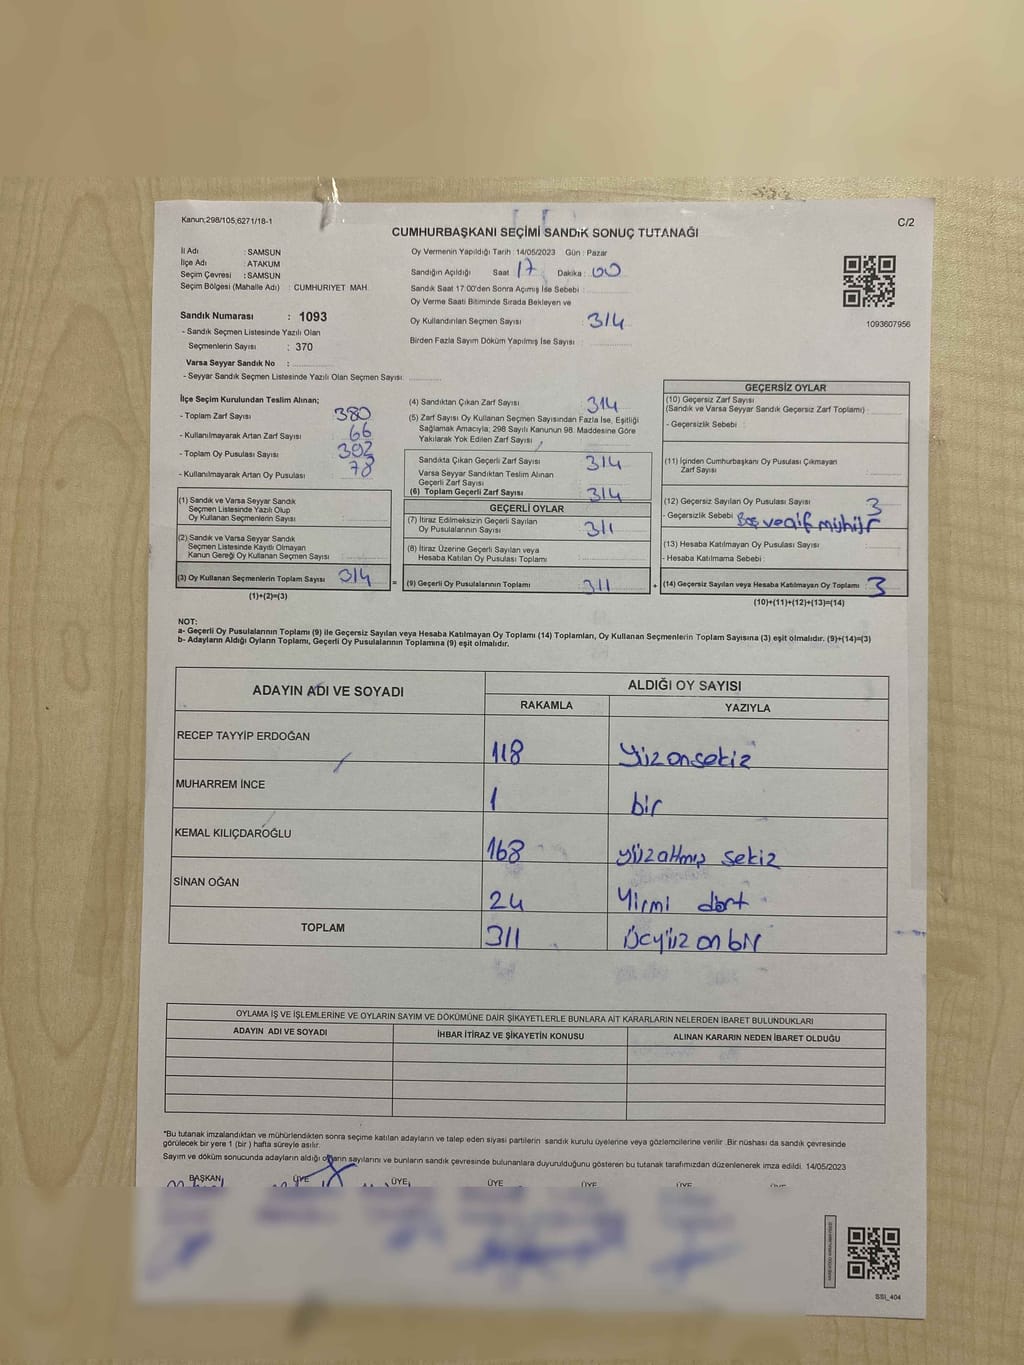 Kanun;298/105;6271/18-1
C/2
CUMHURBAŞKANI SEÇİMİ SANDıK SONUÇ TUTANAĞI
İl Adı : SAMSUN
İlçe Adı : ATAKUM
Seçim Çevresi : SAMSUN
Seçim Bölgesi (Mahalle Adı) : CUMHURIYET MAH.
Oy Vermenin Yapıldığı Tarih : 14/05/2023 Gün : Pazar
Sandığın Açıldığı Saat 17 Dakika : 00
Sandık Saat 17:00'den Sonra Açımış İse Sebebi :
Oy Verme Saati Bitiminde Sırada Bekleyen ve
Oy Kullandırılan Seçmen Sayısı : 314
Birden Fazla Sayım Döküm Yapılmış İse Sayısı :
1093607956
Sandık Numarası : 1093
- Sandık Seçmen Listesinde Yazılı Olan
Seçmenlerin Sayısı : 370
Varsa Seyyar Sandık No :
- Seyyar Sandık Seçmen Listesinde Yazılı Olan Seçmen Sayısı:
İlçe Seçim Kurulundan Teslim Alınan;
- Toplam Zarf Sayısı 380
- Kullanılmayarak Artan Zarf Sayısı 66
- Toplam Oy Pusulası Sayısı 392
- Kullanılmayarak Artan Oy Pusulası 78
(1) Sandık ve Varsa Seyyar Sandık
Seçmen Listesinde Yazılı Olup
Oy Kullanan Seçmenlerin Sayısı
(2) Sandık ve Varsa Seyyar Sandık
Seçmen Listesinde Kayıtlı Olmayan
Kanun Gereği Oy Kullanan Seçmen Sayısı
(3) Oy Kullanan Seçmenlerin Toplam Sayısı 314
(1)+(2)=(3)
(4) Sandıktan Çıkan Zarf Sayısı : 314
(5) Zarf Sayısı Oy Kullanan Seçmen Sayısından Fazla İse, Eşitliği
Sağlamak Amacıyla; 298 Sayılı Kanunun 98. Maddesine Göre
Yakılarak Yok Edilen Zarf Sayısı
Sandıkta Çıkan Geçerli Zarf Sayısı : 314
Varsa Seyyar Sandıktan Teslim Alınan
Geçerli Zarf Sayısı
(6) Toplam Geçerli Zarf Sayısı : 314
GEÇERLİ OYLAR
(7) İtiraz Edilmeksizin Geçerli Sayılan
Oy Pusulalarının Sayısı : 311
(8) İtiraz Üzerine Geçerli Sayılan veya
Hesaba Katılan Oy Pusulası Toplamı
= (9) Geçerli Oy Pusulalarının Toplamı : 311
GEÇERSİZ OYLAR
(10) Geçersiz Zarf Sayısı
(Sandık ve Varsa Seyyar Sandık Geçersiz Zarf Toplamı)
- Geçersizlik Sebebi :
(11) İçinden Cumhurbaşkanı Oy Pusulası Çıkmayan
Zarf Sayısı
(12) Geçersiz Sayılan Oy Pusulası Sayısı : 3
- Geçersizlik Sebebi : Boş ve çift mühür
(13) Hesaba Katılmayan Oy Pusulası Sayısı
- Hesaba Katılmama Sebebi :
+ (14) Geçersiz Sayılan veya Hesaba Katılmayan Oy Toplamı : 3
(10)+(11)+(12)+(13)=(14)
NOT:
a- Geçerli Oy Pusulalarının Toplamı (9) ile Geçersiz Sayılan veya Hesaba Katılmayan Oy Toplamı (14) Toplamları, Oy Kullanan Seçmenlerin Toplam Sayısına (3) eşit olmalıdır. (9)+(14)=(3)
b- Adayların Aldığı Oyların Toplamı, Geçerli Oy Pusulalarının Toplamına (9) eşit olmalıdır.
ADAYIN ADI VE SOYADI
ALDIĞI OY SAYISI
RAKAMLA YAZIYLA
RECEP TAYYİP ERDOĞAN 118 Yüz onsekiz
MUHARREM İNCE 1 bir
KEMAL KILIÇDAROĞLU 168 yüzaltmış sekiz
SİNAN OĞAN 24 Yirmi dört
TOPLAM 311 Üçyüz on bir
OYLAMA İŞ VE İŞLEMLERİNE VE OYLARIN SAYIM VE DÖKÜMÜNE DAİR ŞİKAYETLERLE BUNLARA AİT KARARLARIN NELERDEN İBARET BULUNDUKLARI
ADAYIN ADI VE SOYADI İHBAR İTİRAZ VE ŞİKAYETİN KONUSU ALINAN KARARIN NEDEN İBARET OLDUĞU
*Bu tutanak imzalandıktan ve mühürlendikten sonra seçime katılan adayların ve talep eden siyasi partilerin sandık kurulu üyelerine veya gözlemcilerine verilir .Bir nüshası da sandık çevresinde
görülecek bir yere 1 (bir ) hafta süreyle asılır.
Sayım ve döküm sonucunda adayların aldığı oyların sayılarını ve bunların sandık çevresinde bulunanlara duyurulduğunu gösteren bu tutanak tarafımızdan düzenlenerek imza edildi. 14/05/2023
BAŞKAN ÜYE ÜYE ÜYE ÜYE ÜYE
SSI_404